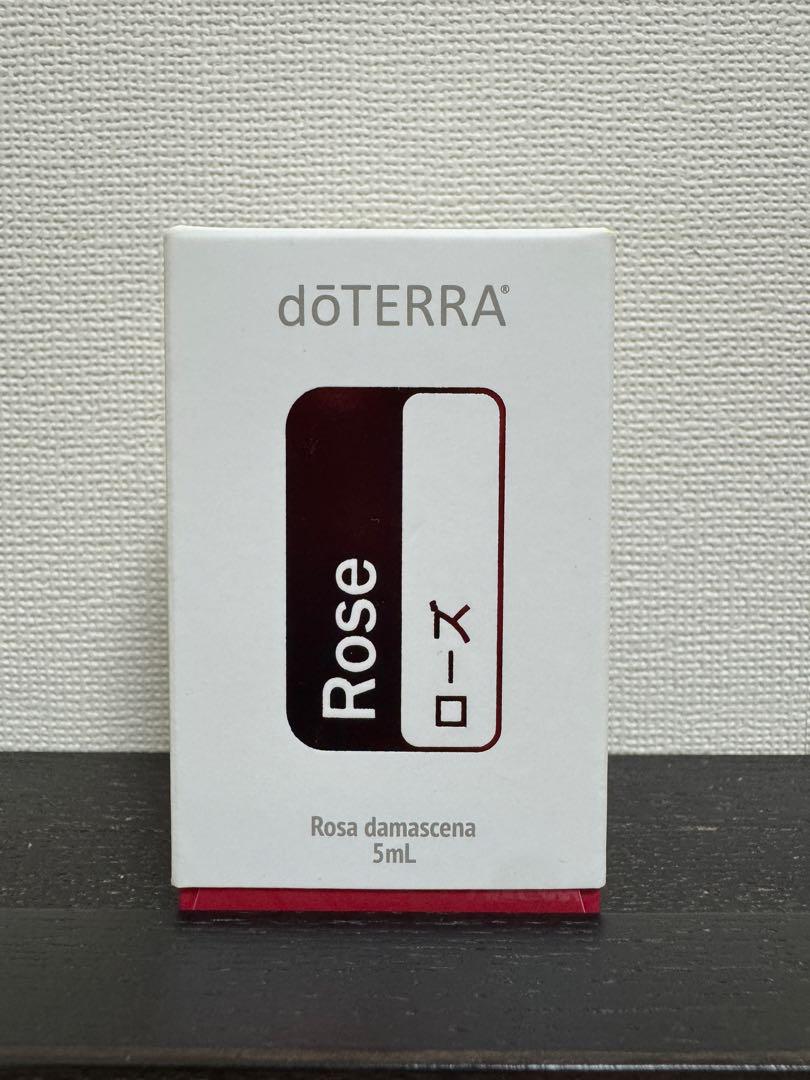 dōTERRA®
Rose
ローズ
Rosa damascena
5mL